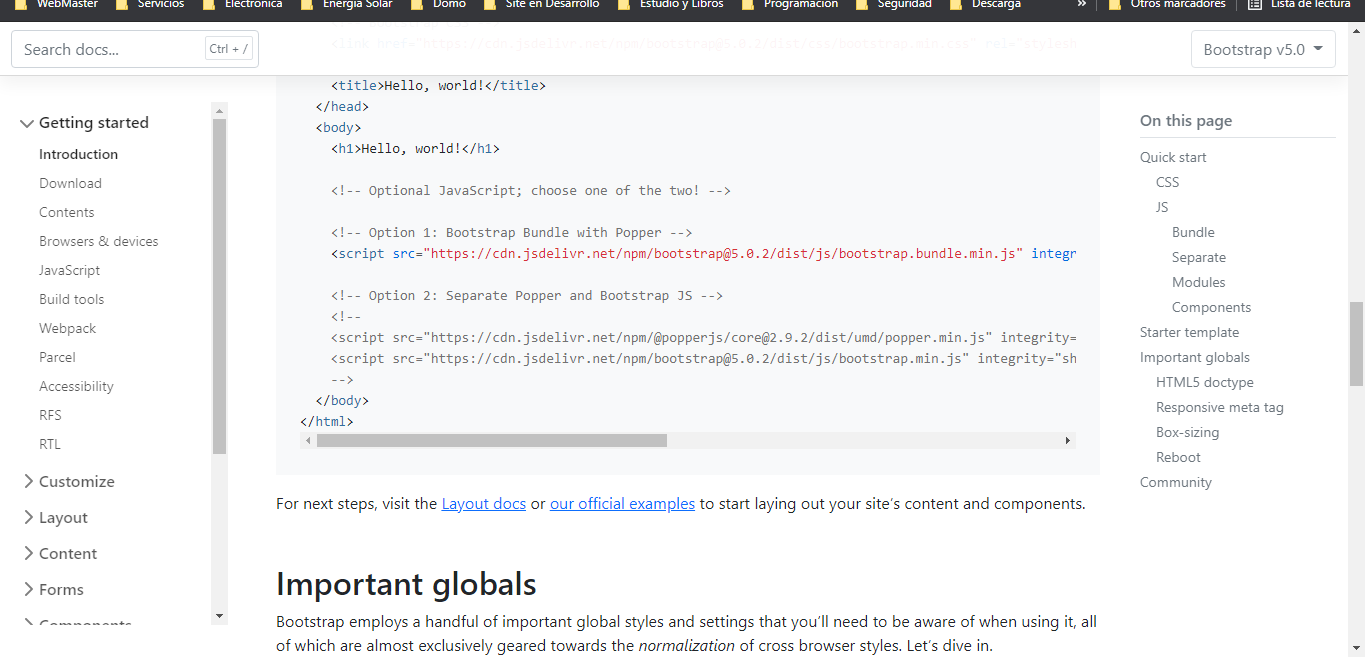 WebMaster Servicios Electronica Energia Solar Domo Site en Desarrollo Estudio y Libros Programacion Seguridad Descarga » Otros marcadores Lista de lectura
Search docs... Ctrl + /
Bootstrap v5.0
Getting started
Introduction
Download
Contents
Browsers & devices
JavaScript
Build tools
Webpack
Parcel
Accessibility
RFS
RTL
Customize
Layout
Content
Forms
Components
<link href="https://cdn.jsdelivr.net/npm/bootstrap@5.0.2/dist/css/bootstrap.min.css" rel="stylesh
<title>Hello, world!</title>
</head>
<body>
<h1>Hello, world!</h1>
<!-- Optional JavaScript; choose one of the two! -->
<!-- Option 1: Bootstrap Bundle with Popper -->
<script src="https://cdn.jsdelivr.net/npm/bootstrap@5.0.2/dist/js/bootstrap.bundle.min.js" integr
<!-- Option 2: Separate Popper and Bootstrap JS -->
<!--
<script src="https://cdn.jsdelivr.net/npm/@popperjs/core@2.9.2/dist/umd/popper.min.js" integrity=
<script src="https://cdn.jsdelivr.net/npm/bootstrap@5.0.2/dist/js/bootstrap.min.js" integrity="sh
-->
</body>
</html>
For next steps, visit the Layout docs or our official examples to start laying out your site’s content and components.
Important globals
Bootstrap employs a handful of important global styles and settings that you’ll need to be aware of when using it, all
of which are almost exclusively geared towards the normalization of cross browser styles. Let’s dive in.
On this page
Quick start
CSS
JS
Bundle
Separate
Modules
Components
Starter template
Important globals
HTML5 doctype
Responsive meta tag
Box-sizing
Reboot
Community